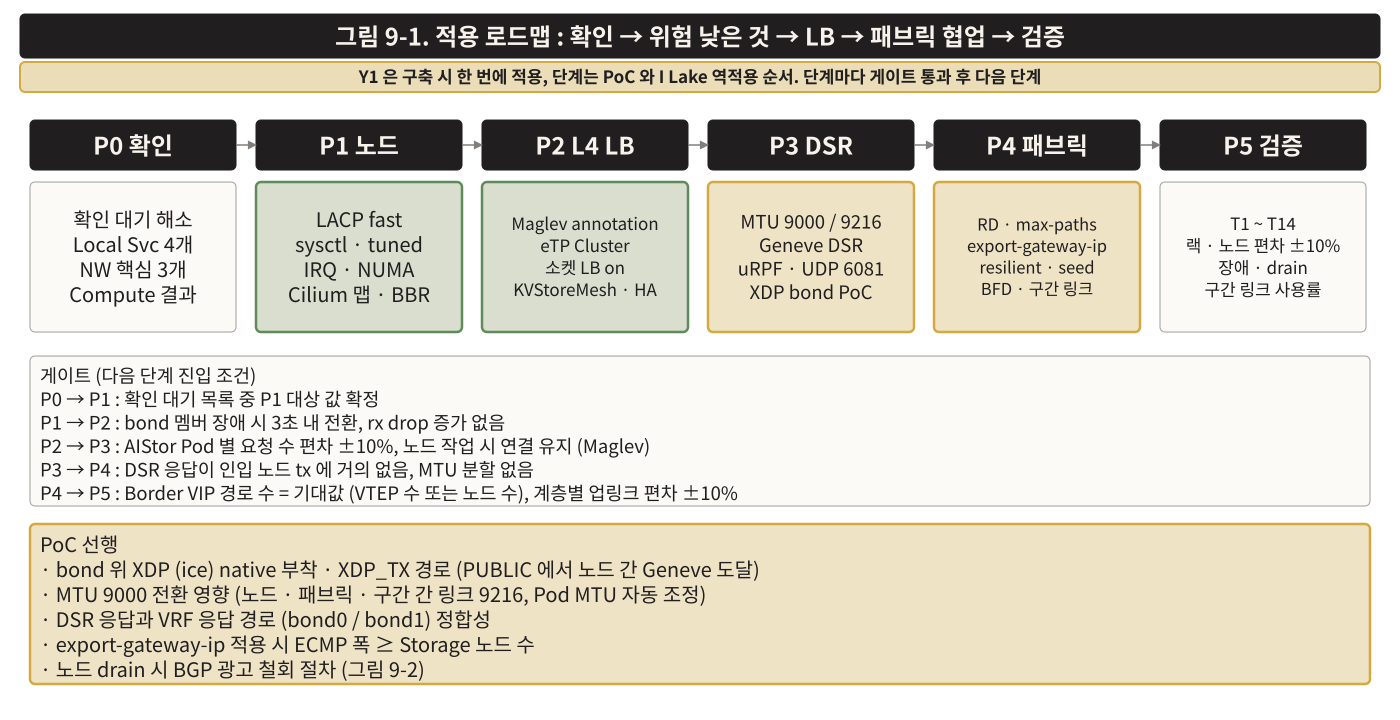 그림 9-1. 적용 로드맵 : 확인 → 위험 낮은 것 → LB → 패브릭 협업 → 검증
Y1 은 구축 시 한 번에 적용, 단계는 PoC 와 I Lake 역적용 순서. 단계마다 게이트 통과 후 다음 단계
P0 확인
확인 대기 해소
Local Svc 4개
NW 핵심 3개
Compute 결과
P1 노드
LACP fast
sysctl · tuned
IRQ · NUMA
Cilium 맵 · BBR
P2 L4 LB
Maglev annotation
eTP Cluster
소켓 LB on
KVStoreMesh · HA
P3 DSR
MTU 9000 / 9216
Geneve DSR
uRPF · UDP 6081
XDP bond PoC
P4 패브릭
RD · max-paths
export-gateway-ip
resilient · seed
BFD · 구간 링크
P5 검증
T1 ~ T14
랙 · 노드 편차 ±10%
장애 · drain
구간 링크 사용률
게이트 (다음 단계 진입 조건)
P0 → P1 : 확인 대기 목록 중 P1 대상 값 확정
P1 → P2 : bond 멤버 장애 시 3초 내 전환, rx drop 증가 없음
P2 → P3 : AIStor Pod 별 요청 수 편차 ±10%, 노드 작업 시 연결 유지 (Maglev)
P3 → P4 : DSR 응답이 인입 노드 tx 에 거의 없음, MTU 분할 없음
P4 → P5 : Border VIP 경로 수 = 기대값 (VTEP 수 또는 노드 수), 계층별 업링크 편차 ±10%
PoC 선행
· bond 위 XDP (ice) native 부착 · XDP_TX 경로 (PUBLIC 에서 노드 간 Geneve 도달)
· MTU 9000 전환 영향 (노드 · 패브릭 · 구간 간 링크 9216, Pod MTU 자동 조정)
· DSR 응답과 VRF 응답 경로 (bond0 / bond1) 정합성
· export-gateway-ip 적용 시 ECMP 폭 ≥ Storage 노드 수
· 노드 drain 시 BGP 광고 철회 절차 (그림 9-2)